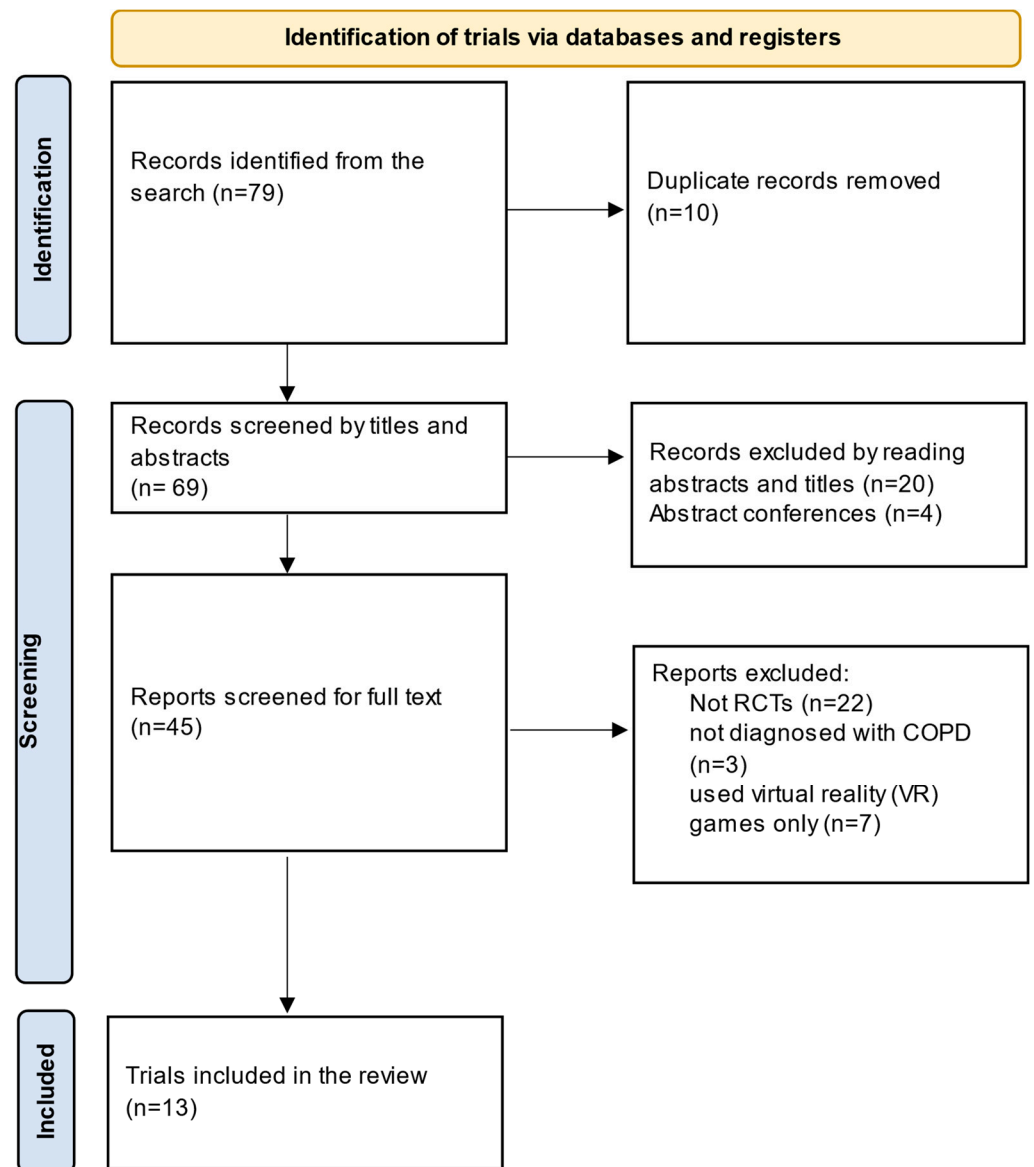 Identification of trials via databases and registers
Identification
Records identified from the
search (n=79)
Duplicate records removed
(n=10)
Screening
Records screened by titles and
abstracts
(n= 69)
Records excluded by reading
abstracts and titles (n=20)
Abstract conferences (n=4)
Reports screened for full text
(n=45)
Reports excluded:
Not RCTs (n=22)
not diagnosed with COPD
(n=3)
used virtual reality (VR)
games only (n=7)
Included
Trials included in the review
(n=13)